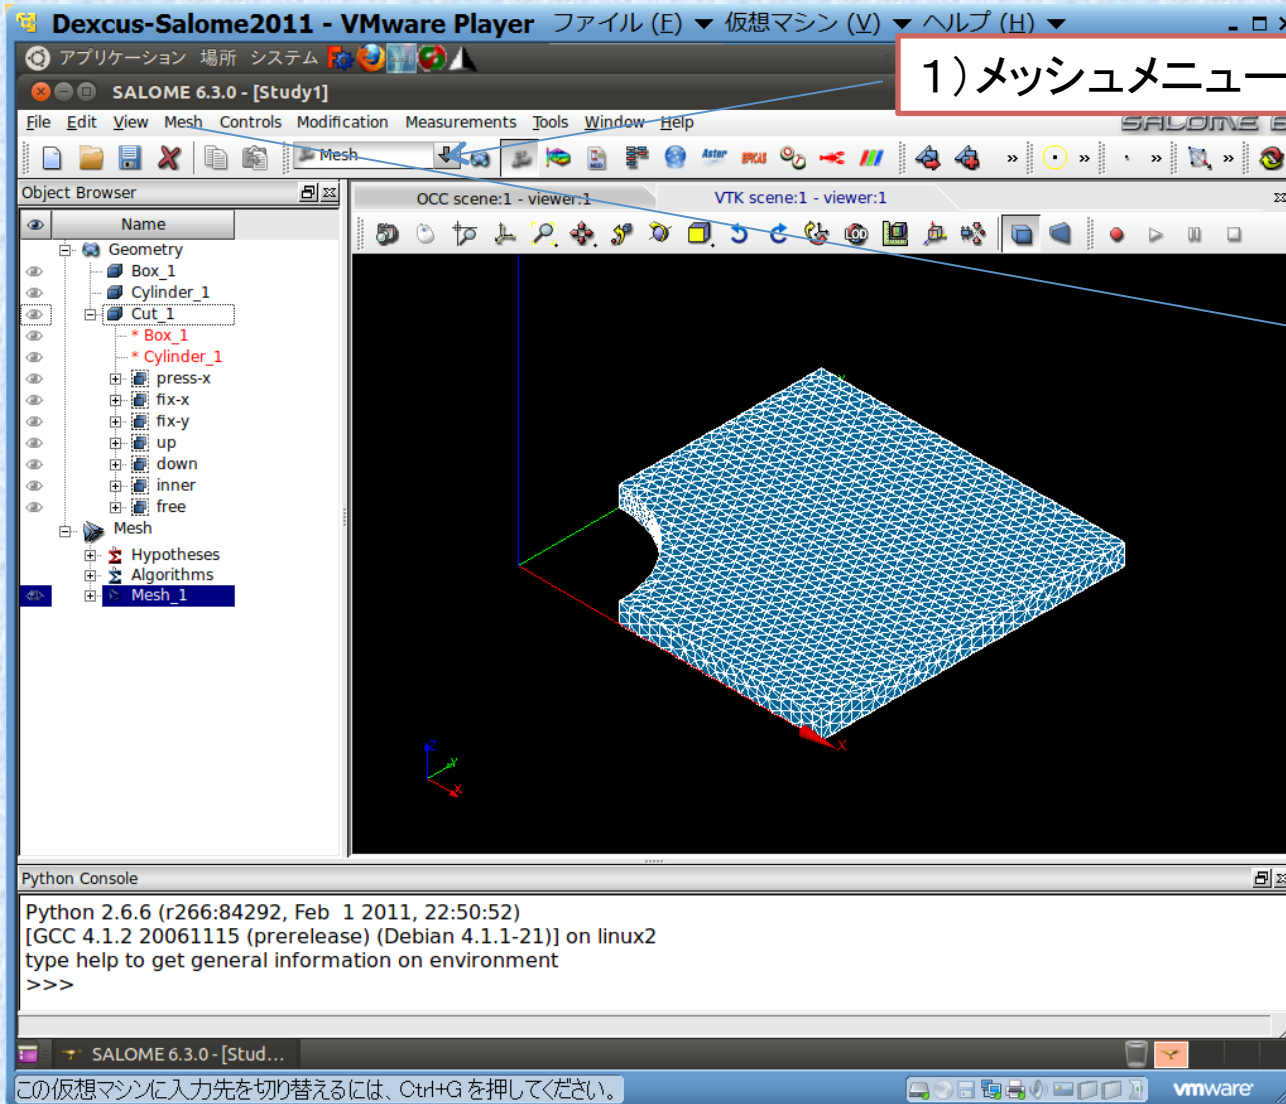 Dexcus-Salome2011 - VMware Player ファイル (F) 仮想マシン (V) ヘルプ (H)
アプリケーション 場所 システム
1)メッシュメニュー
SALOME 6.3.0 - [Study1]
File Edit View Mesh Controls Modification Measurements Tools Window Help
SALOME
Mesh
Aster
Object Browser
OCC scene:1 - viewer:1
VTK scene:1 - viewer:1
Name
Geometry
Box_1
Cylinder_1
Cut_1
* Box_1
* Cylinder_1
press-x
fix-x
fix-y
up
down
inner
free
Mesh
Hypotheses
Algorithms
Mesh_1
X
Z
Y
X
Python Console
Python 2.6.6 (r266:84292, Feb 1 2011, 22:50:52)
[GCC 4.1.2 20061115 (prerelease) (Debian 4.1.1-21)] on linux2
type help to get general information on environment
>>>
SALOME 6.3.0 - [Stud...
この仮想マシンに入力先を切り替えるには、Ctrl+G を押してください。
vmware